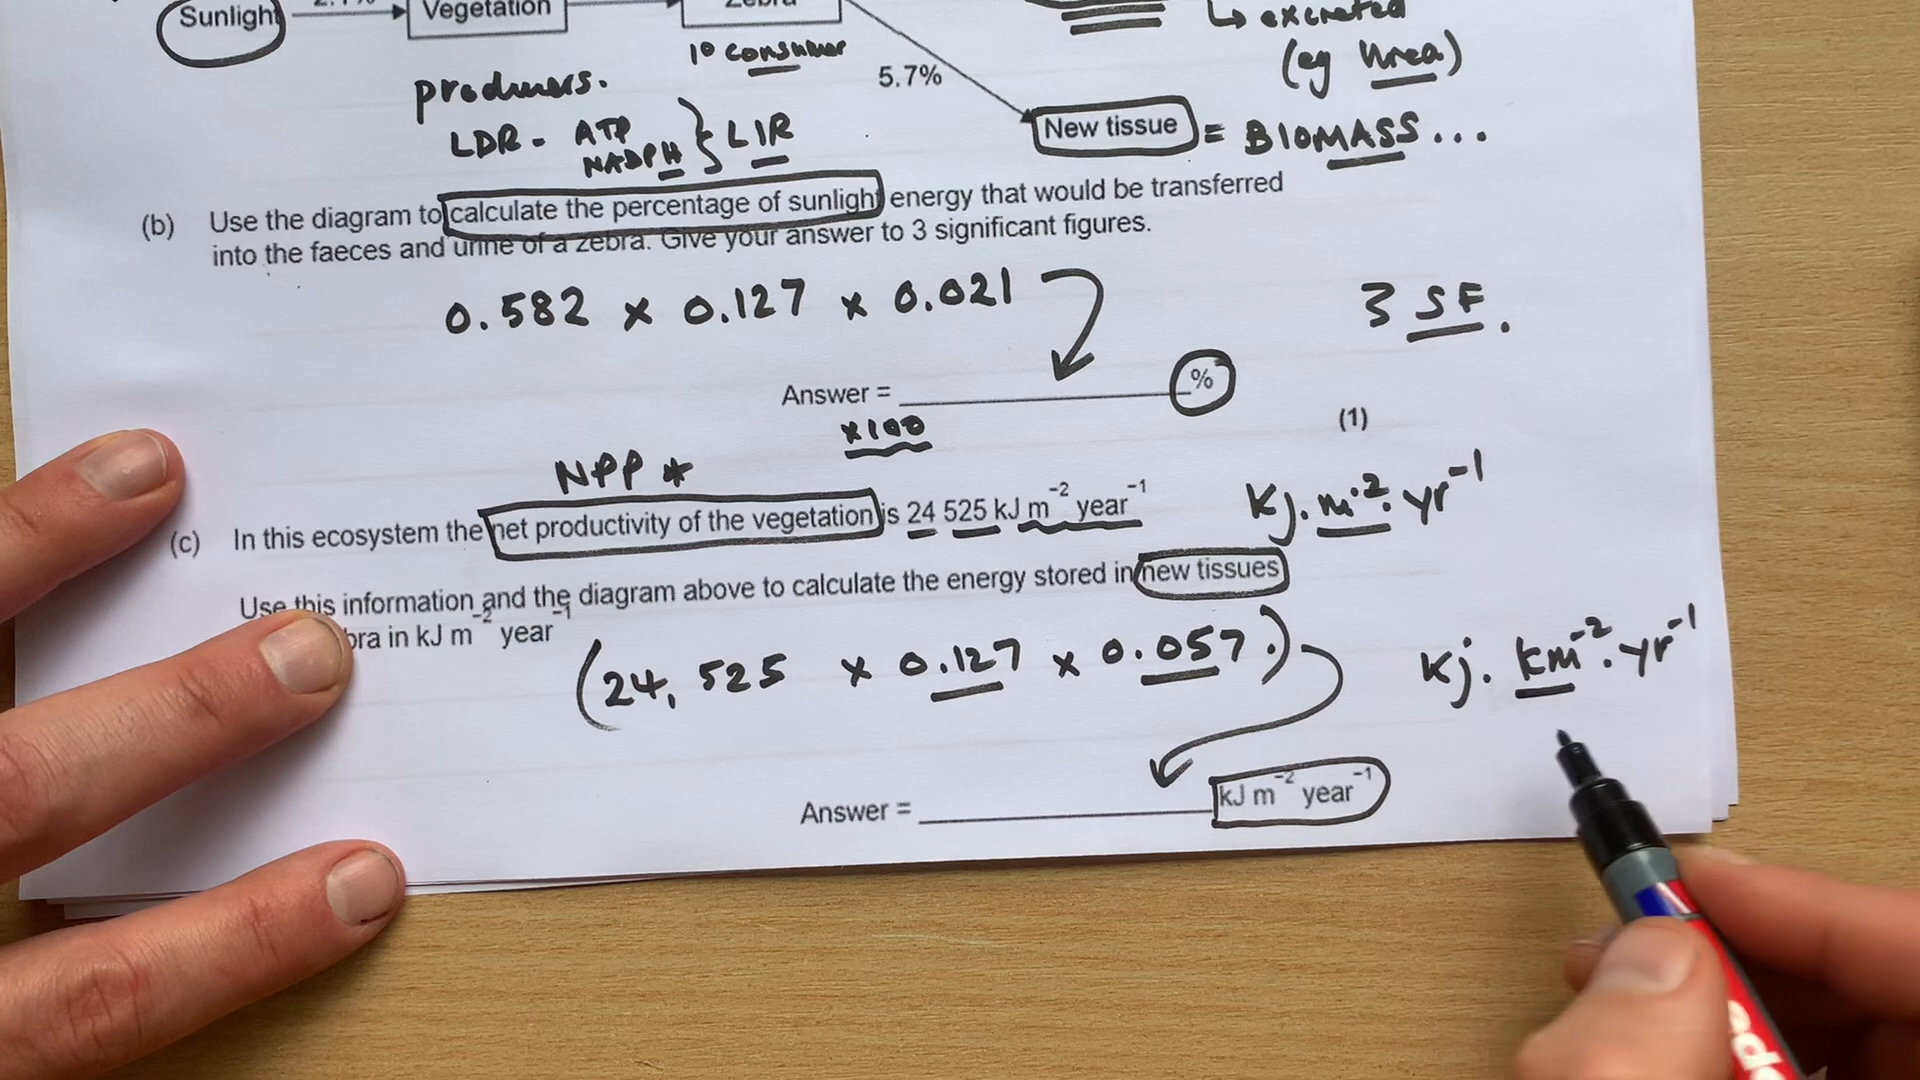 Sunlight
Vegetation
↳ excreted
(eg Urea)
1° consumer
5.7%
producers.
New tissue = BIOMASS...
LDR - ATP
NADPH } LIR
(b) Use the diagram to calculate the percentage of sunlight energy that would be transferred
into the faeces and urine of a zebra. Give your answer to 3 significant figures.
0.582 × 0.127 × 0.021
3 SF.
Answer = ____ %
×100
(1)
NPP *
(c) In this ecosystem the net productivity of the vegetation is 24 525 kJ m⁻² year⁻¹
Kj. m⁻². yr⁻¹
Use this information and the diagram above to calculate the energy stored in new tissues
bra in kJ m⁻² year⁻¹
(24, 525 × 0.127 × 0.057.)
Kj. km⁻². yr⁻¹
Answer = ____ kJ m⁻² year⁻¹